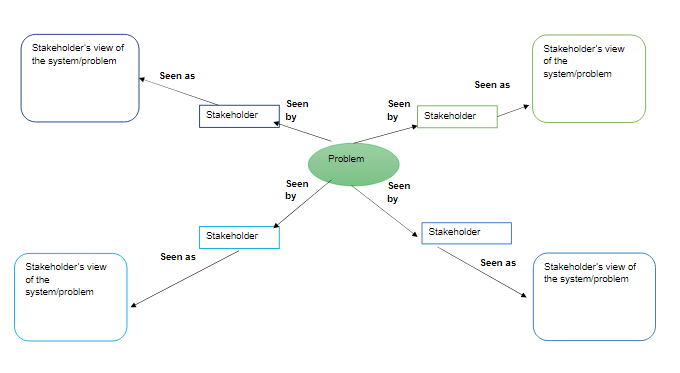 Stakeholder's view of
the system/problem
Seen as
Stakeholder
Seen
by
Seen
by
Stakeholder
Seen as
Stakeholder's view
of the
system/problem
Problem
Seen
by
Stakeholder
Seen as
Stakeholder's view
of the
system/problem
Seen
by
Stakeholder
Seen as
Stakeholder's view of
the system/problem